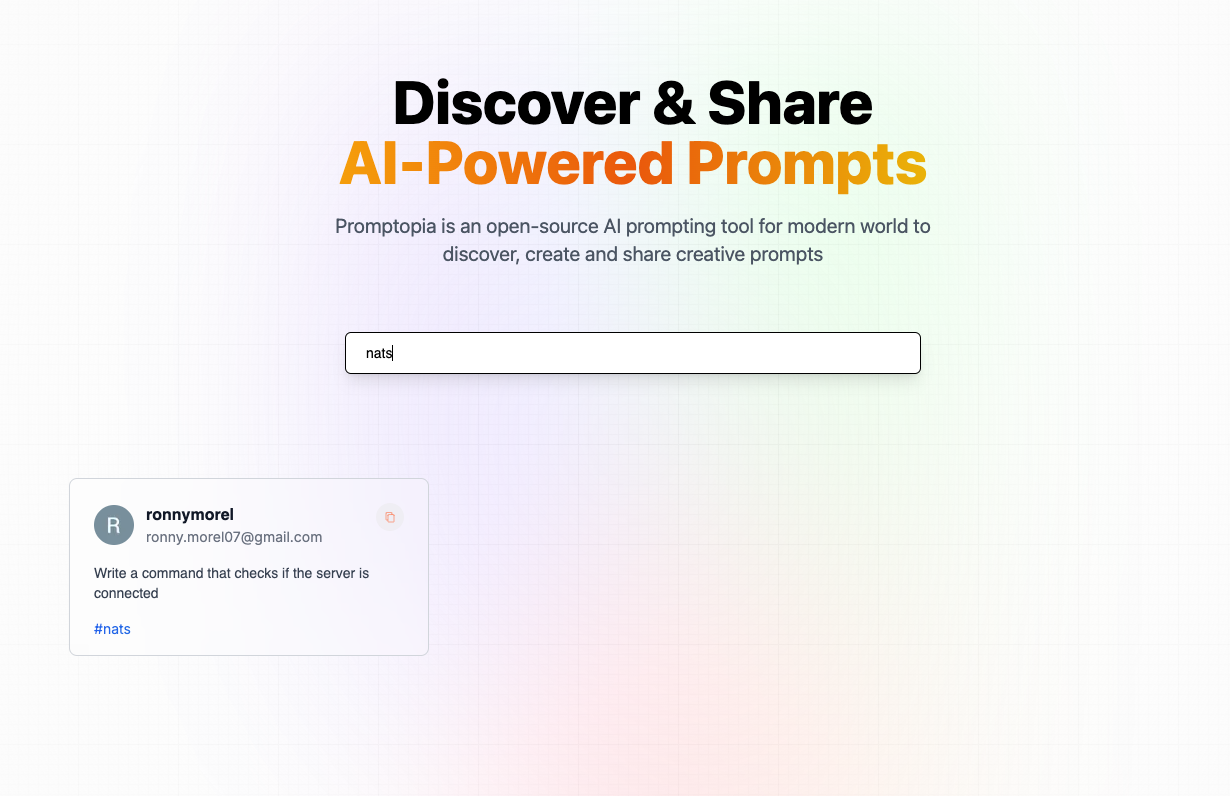 Discover & Share
AI-Powered Prompts
Promptopia is an open-source AI prompting tool for modern world to
discover, create and share creative prompts
nats
R
ronnymorel
ronny.morel07@gmail.com
Write a command that checks if the server is
connected
#nats